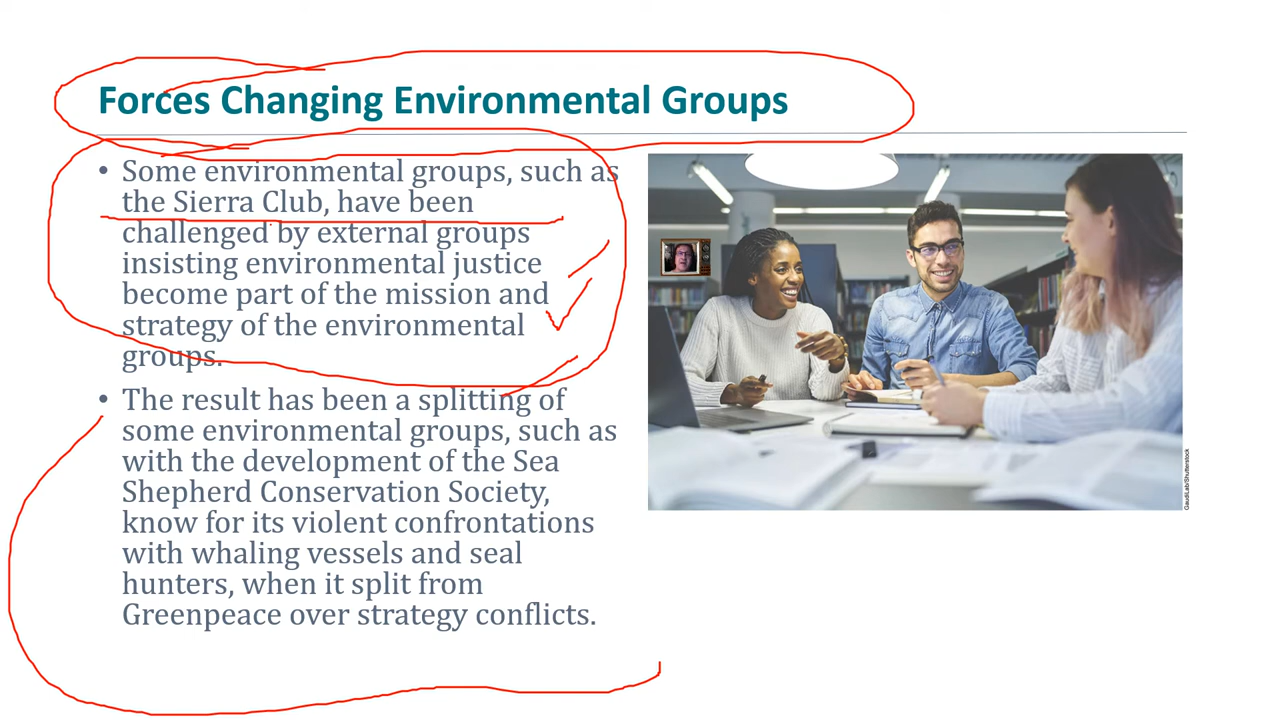 Forces Changing Environmental Groups
• Some environmental groups, such as
the Sierra Club, have been
challenged by external groups
insisting environmental justice
become part of the mission and
strategy of the environmental
groups.
• The result has been a splitting of
some environmental groups, such as
with the development of the Sea
Shepherd Conservation Society,
know for its violent confrontations
with whaling vessels and seal
hunters, when it split from
Greenpeace over strategy conflicts.
GaudiLab/Shutterstock